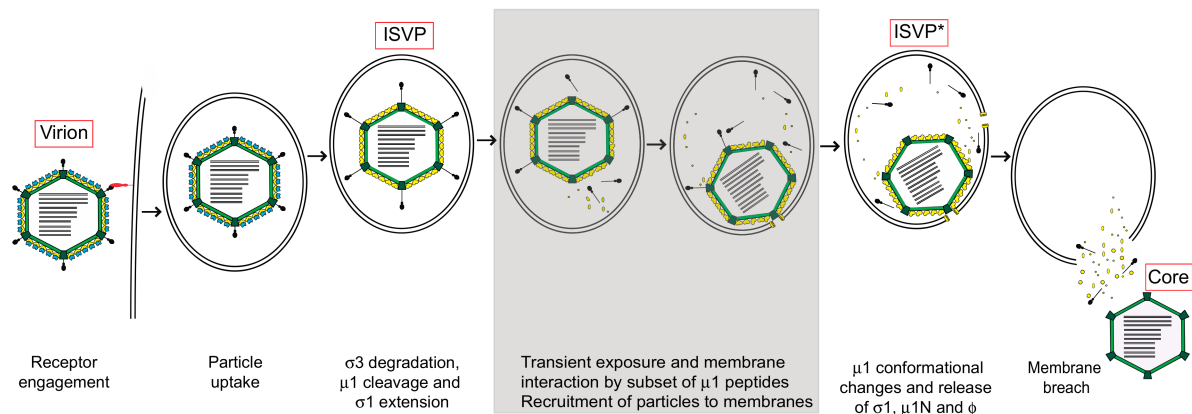 Virion
ISVP
ISVP*
Core
Receptor
engagement
Particle
uptake
σ3 degradation,
μ1 cleavage and
σ1 extension
Transient exposure and membrane
interaction by subset of μ1 peptides
Recruitment of particles to membranes
μ1 conformational
changes and release
of σ1, μ1N and ϕ
Membrane
breach